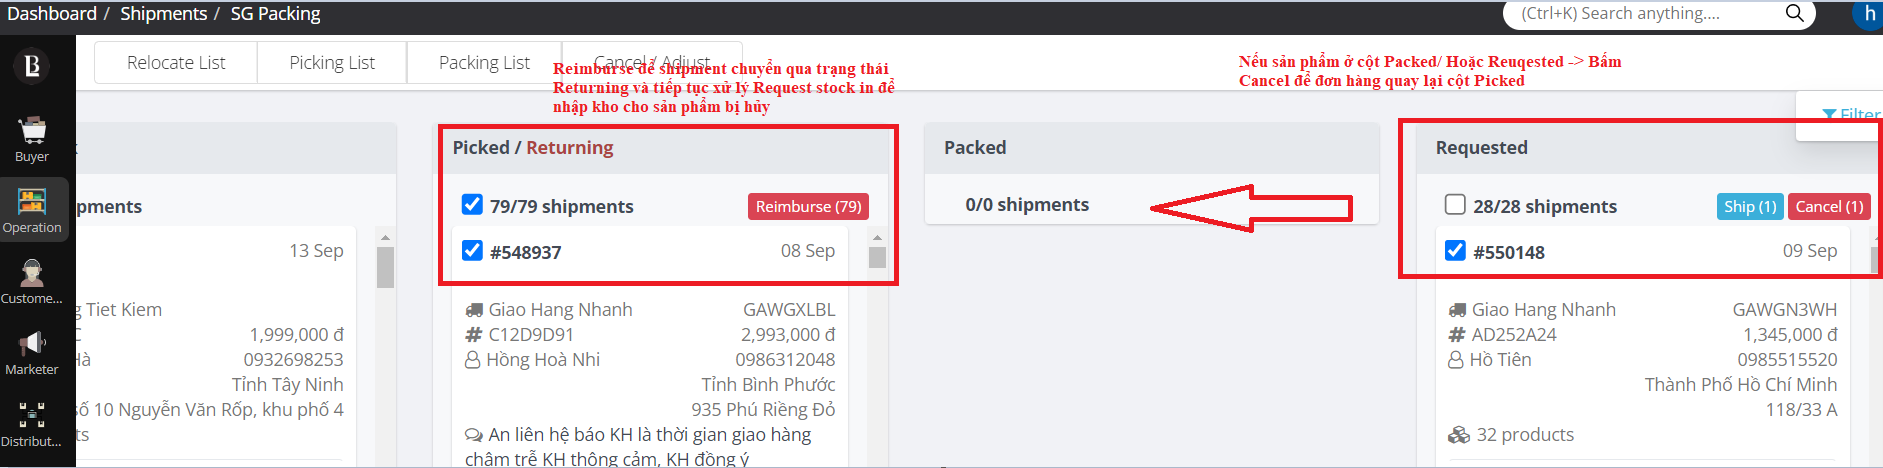 Dashboard / Shipments / SG Packing
(Ctrl+K) Search anything....
h
Relocate List
Picking List
Packing List
Cancel / Adjust
Reimburse để shipment chuyển qua trạng thái
Returning và tiếp tục xử lý Request stock in để
nhập kho cho sản phẩm bị hủy
Nếu sản phẩm ở cột Packed/ Hoặc Reuqested -> Bấm
Cancel để đơn hàng quay lại cột Picked
Filter
Buyer
Operation
Custome...
Marketer
Distribut...
pments
13 Sep
g Tiet Kiem
C 1,999,000 đ
Hà 0932698253
Tỉnh Tây Ninh
số 10 Nguyễn Văn Rốp, khu phố 4
ts
Picked / Returning
79/79 shipments
Reimburse (79)
#548937 08 Sep
Giao Hang Nhanh GAWGXLBL
C12D9D91 2,993,000 đ
Hồng Hoà Nhi 0986312048
Tỉnh Bình Phước
935 Phú Riềng Đỏ
An liên hệ báo KH là thời gian giao hàng
chậm trễ KH thông cảm, KH đồng ý
Packed
0/0 shipments
Requested
28/28 shipments
Ship (1) Cancel (1)
#550148 09 Sep
Giao Hang Nhanh GAWGN3WH
AD252A24 1,345,000 đ
Hồ Tiên 0985515520
Thành Phố Hồ Chí Minh
118/33 A
32 products